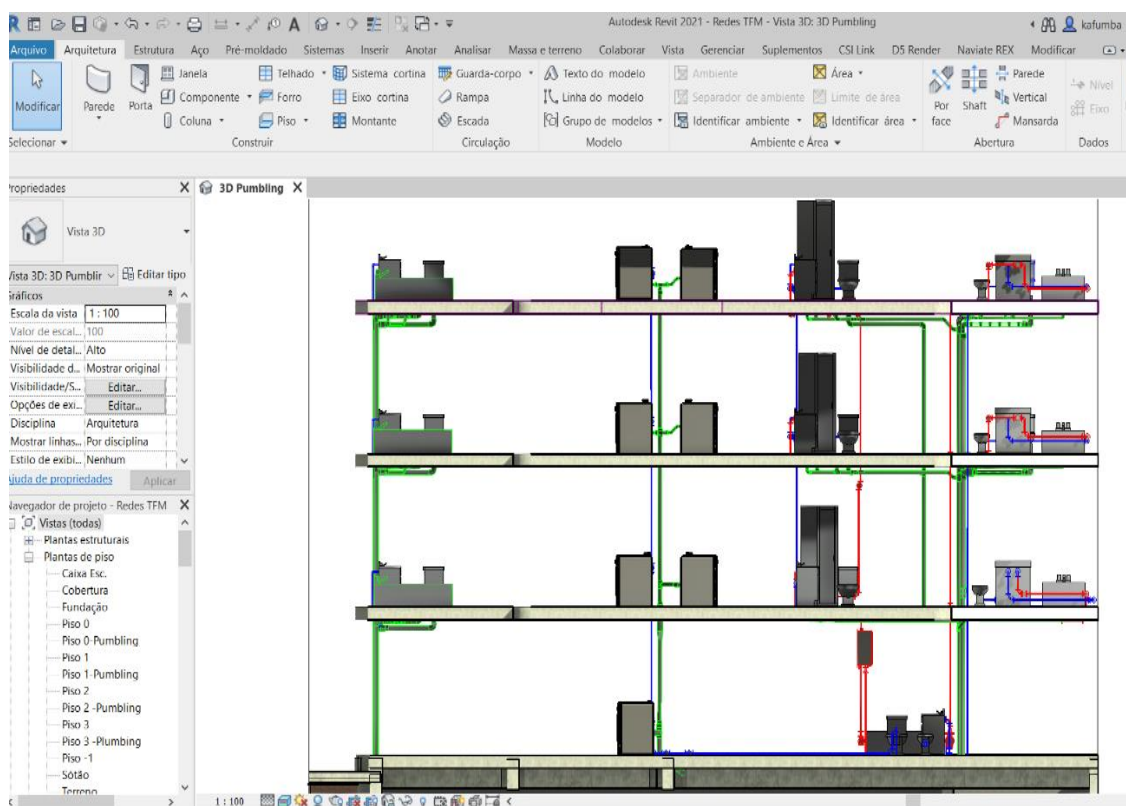 Autodesk Revit 2021 - Redes TFM - Vista 3D: 3D Pumbling
kafumba
Arquivo Arquitetura Estrutura Aço Pré-moldado Sistemas Inserir Anotar Analisar Massa e terreno Colaborar Vista Gerenciar Suplementos CSI Link D5 Render Naviate REX Modificar
Modificar
Parede
Porta
Janela
Componente
Coluna
Telhado
Forro
Piso
Sistema cortina
Eixo cortina
Montante
Guarda-corpo
Rampa
Escada
Texto do modelo
Linha do modelo
Grupo de modelos
Ambiente
Separador de ambiente
Identificar ambiente
Área
Limite de área
Identificar área
Por face
Shaft
Parede
Vertical
Mansarda
Nível
Eixo
Selecionar Construir Circulação Modelo Ambiente e Área Abertura Dados
Propriedades X
3D Pumbling X
Vista 3D
Vista 3D: 3D Pumblir Editar tipo
Gráficos
Escala da vista 1 : 100
Valor de escal... 100
Nível de detal... Alto
Visibilidade d... Mostrar original
Visibilidade/S... Editar...
Opções de exi... Editar...
Disciplina Arquitetura
Mostrar linhas... Por disciplina
Estilo de exibi... Nenhum
Ajuda de propriedades Aplicar
Navegador de projeto - Redes TFM X
Vistas (todas)
Plantas estruturais
Plantas de piso
Caixa Esc.
Cobertura
Fundação
Piso 0
Piso 0-Pumbling
Piso 1
Piso 1-Pumbling
Piso 2
Piso 2 -Pumbling
Piso 3
Piso 3 -Plumbing
Piso -1
Sótão
Terreno
1 : 100